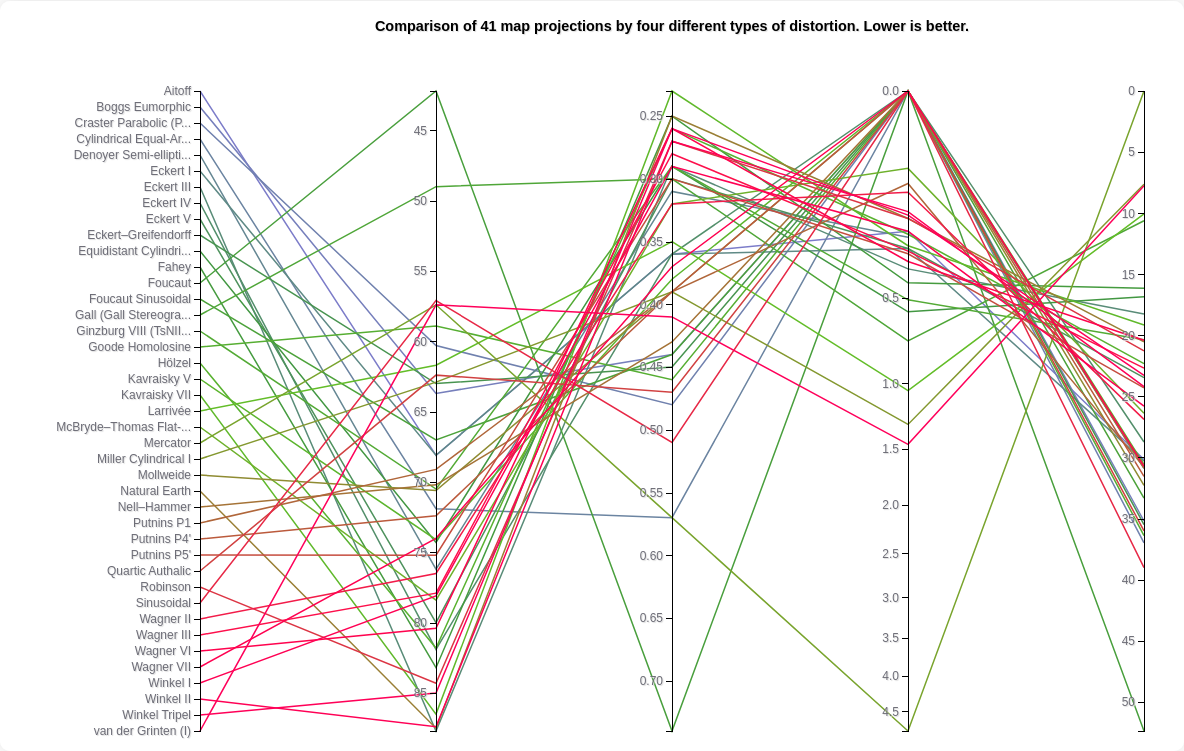 Comparison of 41 map projections by four different types of distortion. Lower is better.
Aitoff
Boggs Eumorphic
Craster Parabolic (P...
Cylindrical Equal-Ar...
Denoyer Semi-ellipti...
Eckert I
Eckert III
Eckert IV
Eckert V
Eckert–Greifendorff
Equidistant Cylindri...
Fahey
Foucaut
Foucaut Sinusoidal
Gall (Gall Stereogra...
Ginzburg VIII (TsNII...
Goode Homolosine
Hölzel
Kavraisky V
Kavraisky VII
Larrivée
McBryde–Thomas Flat-...
Mercator
Miller Cylindrical I
Mollweide
Natural Earth
Nell–Hammer
Putnins P1
Putnins P4'
Putnins P5'
Quartic Authalic
Robinson
Sinusoidal
Wagner II
Wagner III
Wagner VI
Wagner VII
Winkel I
Winkel II
Winkel Tripel
van der Grinten (I)
45
50
55
60
65
70
75
80
85
0.25
0.30
0.35
0.40
0.45
0.50
0.55
0.60
0.65
0.70
0.0
0.5
1.0
1.5
2.0
2.5
3.0
3.5
4.0
4.5
0
5
10
15
20
25
30
35
40
45
50